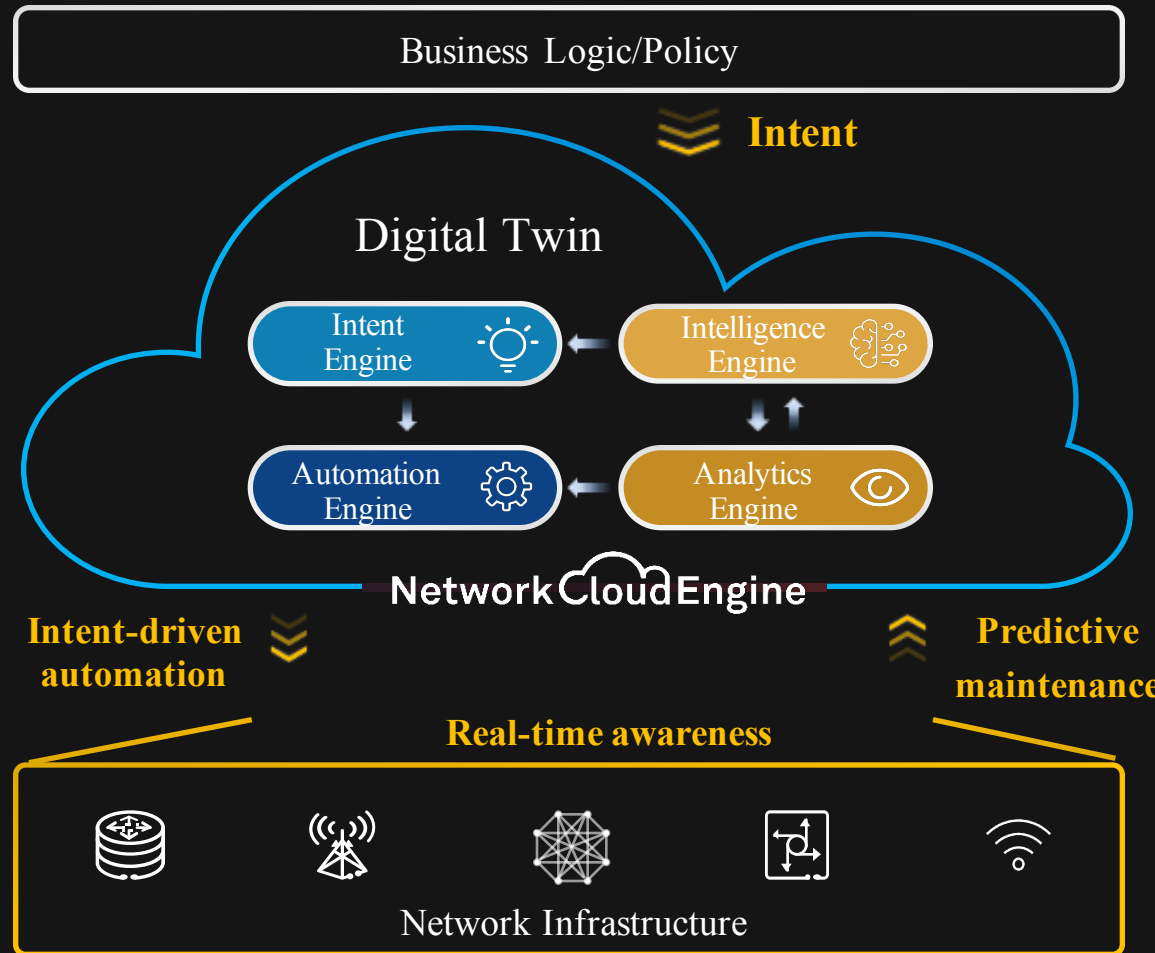 Business Logic/Policy
Intent
Digital Twin
Intent
Engine
Intelligence
Engine
Automation
Engine
Analytics
Engine
NetworkCloudEngine
Intent-driven
automation
Predictive
maintenance
Real-time awareness
Network Infrastructure